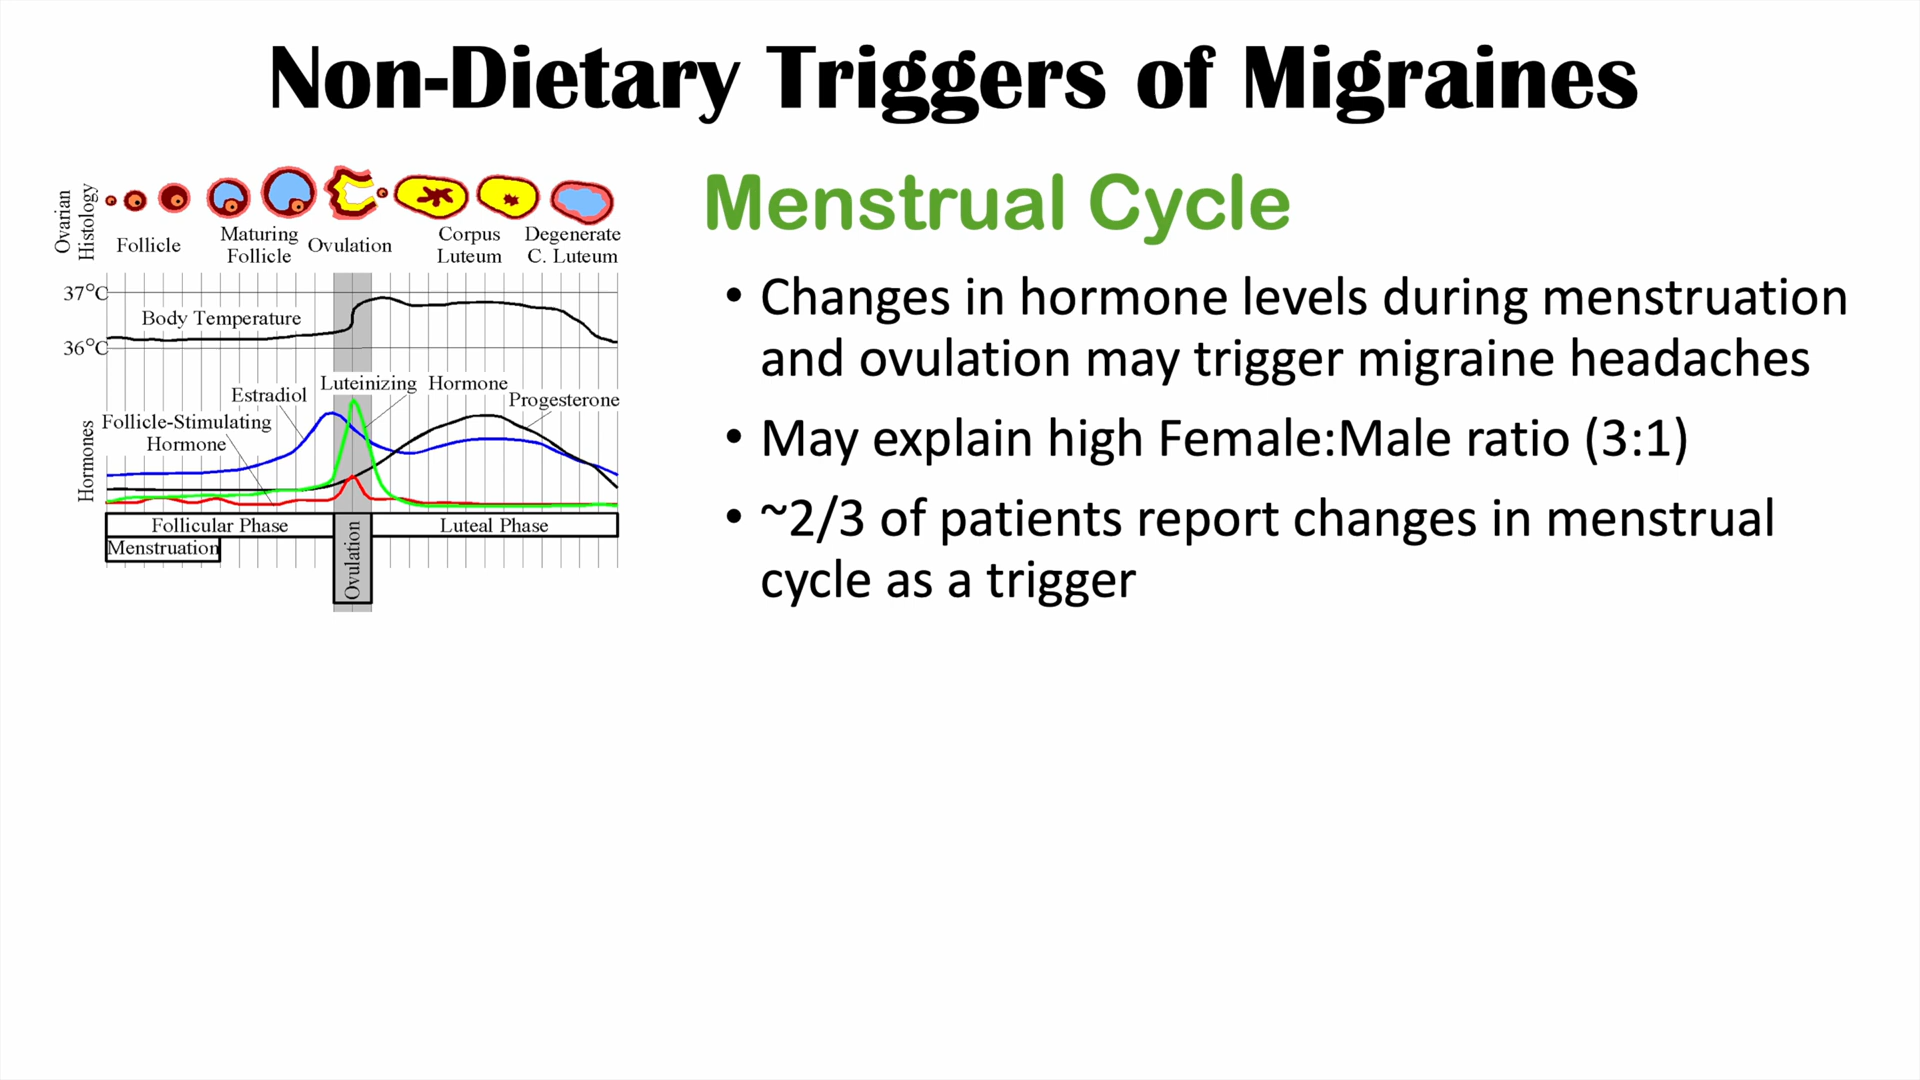 Non-Dietary Triggers of Migraines
Ovarian
Histology
Follicle
Maturing
Follicle
Ovulation
Corpus
Luteum
Degenerate
C. Luteum
37°C
Body Temperature
36°C
Hormones
Estradiol
Luteinizing Hormone
Progesterone
Follicle-Stimulating
Hormone
Follicular Phase
Luteal Phase
Menstruation
Ovulation
Menstrual Cycle
• Changes in hormone levels during menstruation
and ovulation may trigger migraine headaches
• May explain high Female:Male ratio (3:1)
• ~2/3 of patients report changes in menstrual
cycle as a trigger